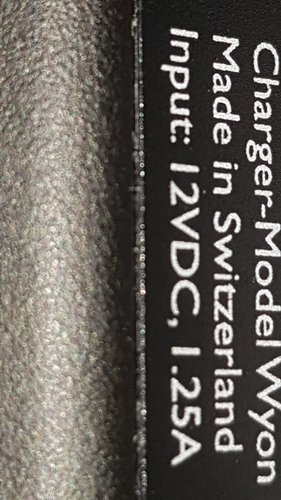 Charger-Model Wyon
Made in Switzerland
Input: 12VDC, 1.25A